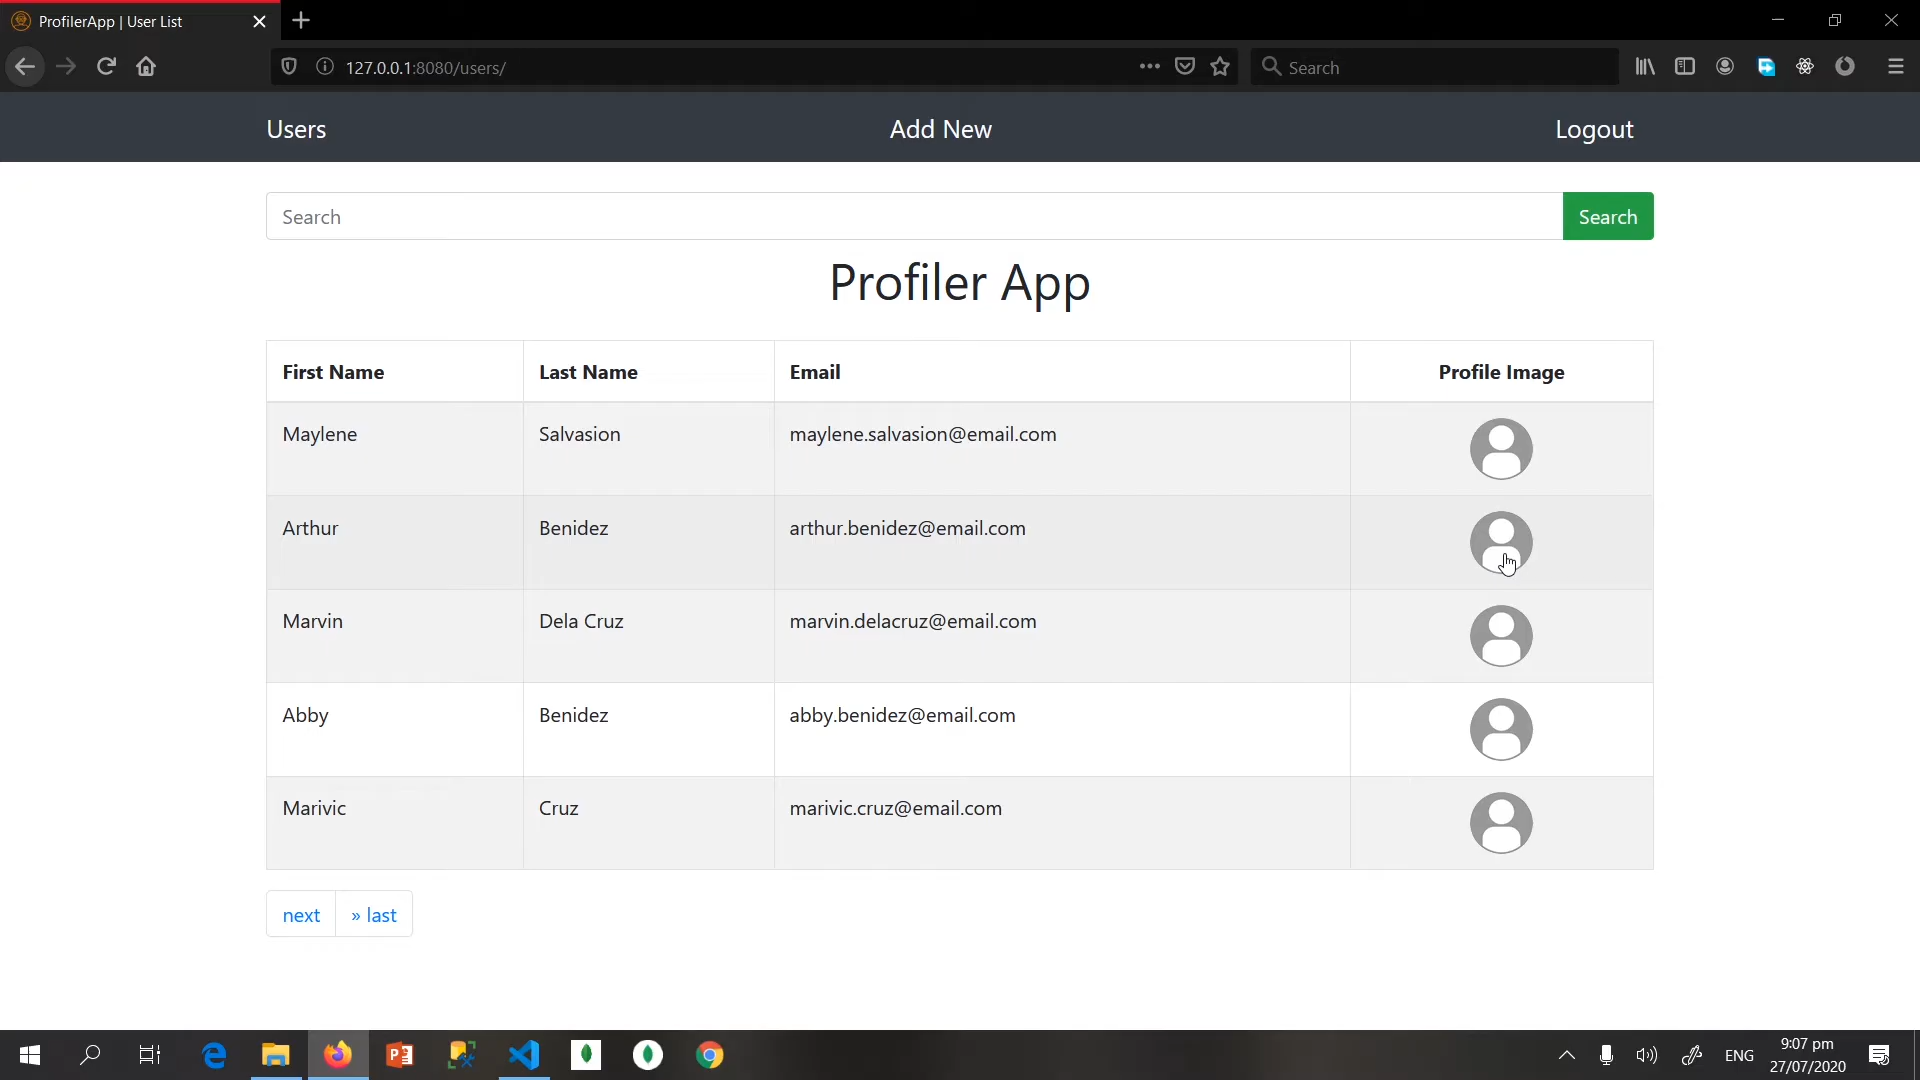 ProfilerApp | User List
127.0.0.1:8080/users/
Search
Users
Add New
Logout
Search
Search
Profiler App
First Name Last Name Email Profile Image
Maylene Salvasion maylene.salvasion@email.com
Arthur Benidez arthur.benidez@email.com
Marvin Dela Cruz marvin.delacruz@email.com
Abby Benidez abby.benidez@email.com
Marivic Cruz marivic.cruz@email.com
next » last
ENG
9:07 pm
27/07/2020